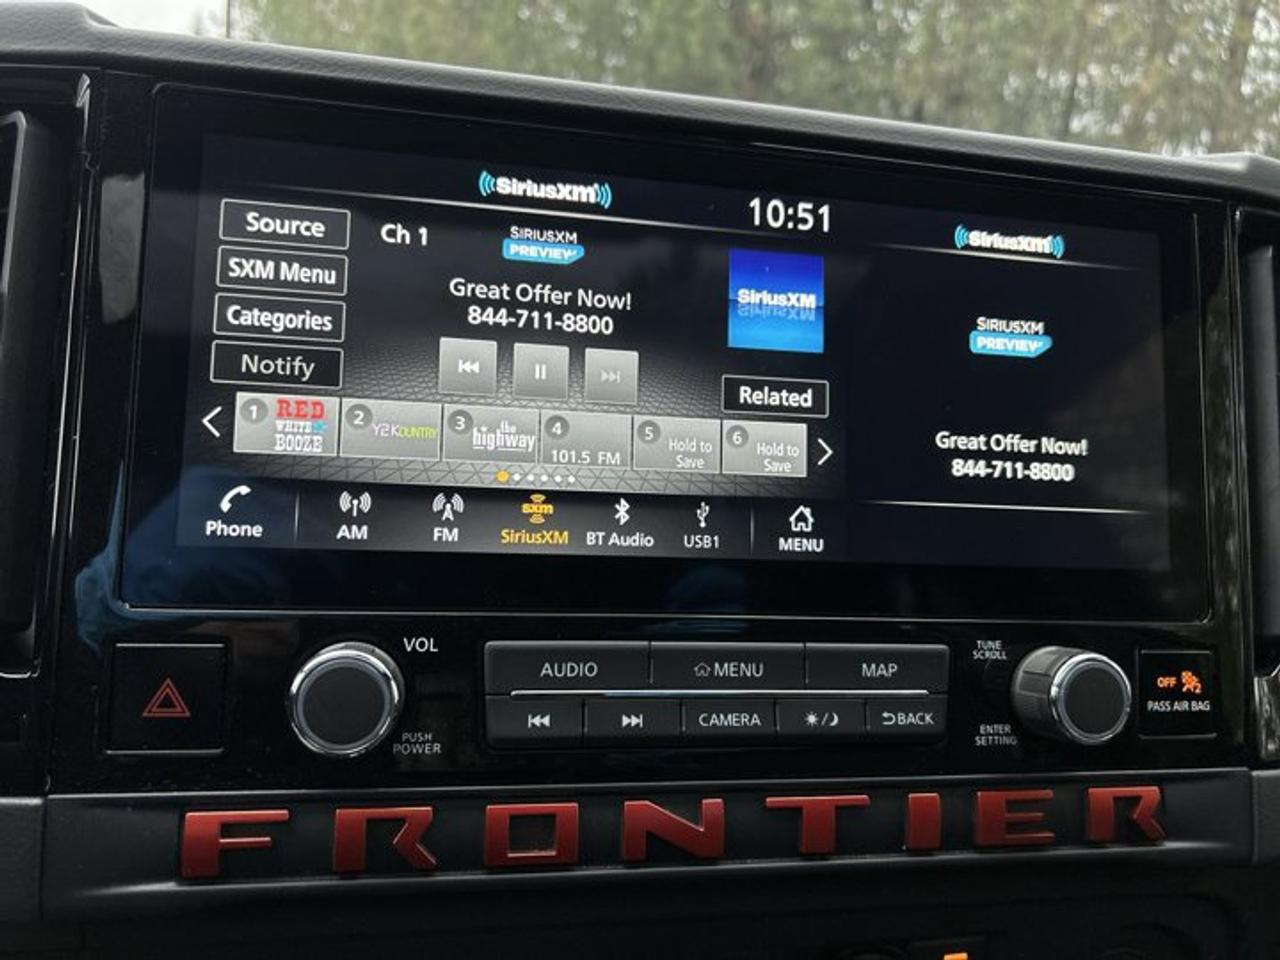 SiriusXM
10:51
SiriusXM
Source
Ch 1
SIRIUSXM
PREVIEW
SXM Menu
Great Offer Now!
844-711-8800
SiriusXM
SIRIUSXM
PREVIEW
Categories
Notify
Related
Great Offer Now!
844-711-8800
1 RED
WHITE
BOOZE
2 Y2KOUNTRY
3 the
highway
4
101.5 FM
5
Hold to
Save
6
Hold to
Save
Phone
AM
FM
sxm
SiriusXM
BT Audio
USB1
MENU
VOL
PUSH
POWER
AUDIO
MENU
MAP
CAMERA
BACK
TUNE
SCROLL
ENTER
SETTING
OFF 2
PASS AIR BAG
FRONTIER